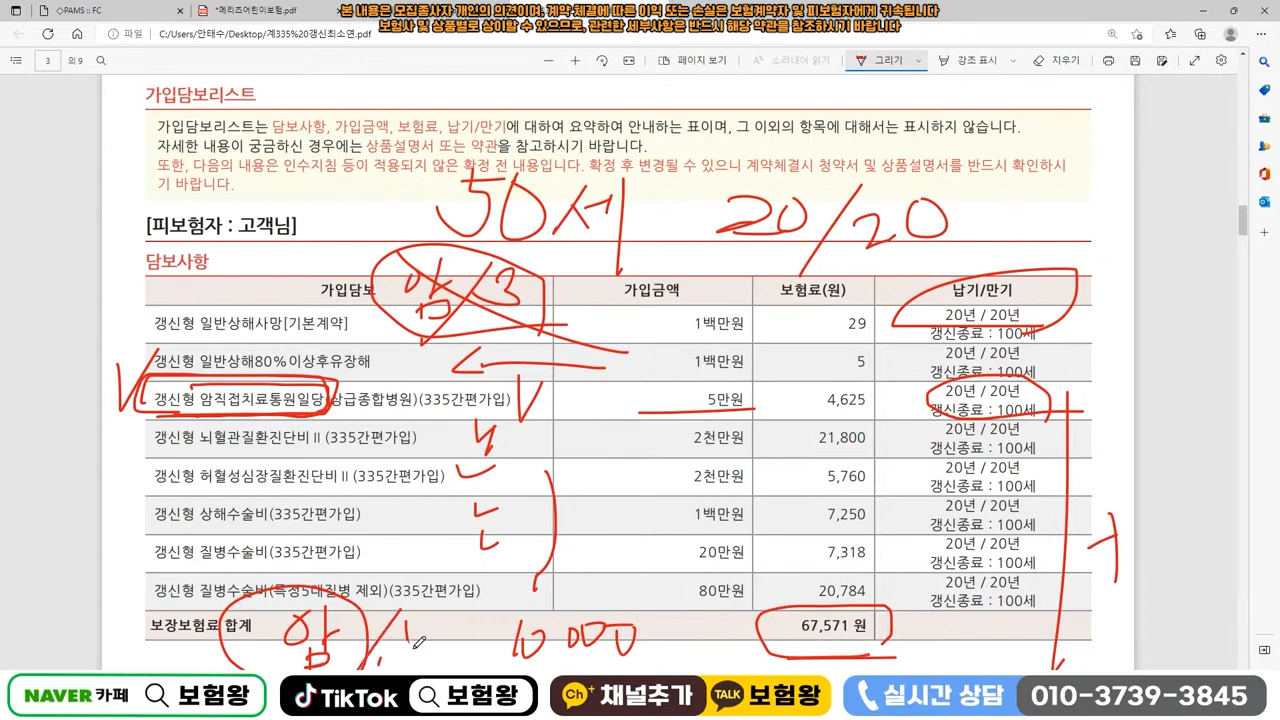 ◇PAMS :: FC
*메리츠어린이보험.pdf
본 내용은 모집종사자 개인의 의견이며, 계약 체결에 따른 이익 또는 손실은 보험계약자 및 피보험자에게 귀속됩니다
보험사 및 상품별로 상이할 수 있으므로, 관련한 세부사항은 반드시 해당 약관을 참조하시기 바랍니다
파일
C:/Users/안태수/Desktop/계335%20갱신최소연.pdf
3 의 9
페이지 보기
소리내어 읽기
그리기
강조 표시
지우기
가입담보리스트
가입담보리스트는 담보사항, 가입금액, 보험료, 납기/만기에 대하여 요약하여 안내하는 표이며, 그 이외의 항목에 대해서는 표시하지 않습니다.
자세한 내용이 궁금하신 경우에는 상품설명서 또는 약관을 참고하시기 바랍니다.
또한, 다음의 내용은 인수지침 등이 적용되지 않은 확정 전 내용입니다. 확정 후 변경될 수 있으니 계약체결시 청약서 및 상품설명서를 반드시 확인하시
기 바랍니다.
50세 20/20
[피보험자 : 고객님]
담보사항
가입담보 가입금액 보험료(원) 납기/만기
암/3
갱신형 일반상해사망[기본계약] 1백만원 29 20년 / 20년
갱신종료 : 100세
갱신형 일반상해80%이상후유장해 1백만원 5 20년 / 20년
갱신종료 : 100세
갱신형 암직접치료통원일당(상급종합병원)(335간편가입) 5만원 4,625 20년 / 20년
갱신종료 : 100세
갱신형 뇌혈관질환진단비Ⅱ(335간편가입) 2천만원 21,800 20년 / 20년
갱신종료 : 100세
갱신형 허혈성심장질환진단비Ⅱ(335간편가입) 2천만원 5,760 20년 / 20년
갱신종료 : 100세
갱신형 상해수술비(335간편가입) 1백만원 7,250 20년 / 20년
갱신종료 : 100세
갱신형 질병수술비(335간편가입) 20만원 7,318 20년 / 20년
갱신종료 : 100세
갱신형 질병수술비(특정5대질병 제외)(335간편가입) 80만원 20,784 20년 / 20년
갱신종료 : 100세
보장보험료 합계 67,571 원
암/1 10000
NAVER 카페 보험왕
TikTok 보험왕
Ch+ 채널추가 TALK 보험왕
실시간 상담 010-3739-3845